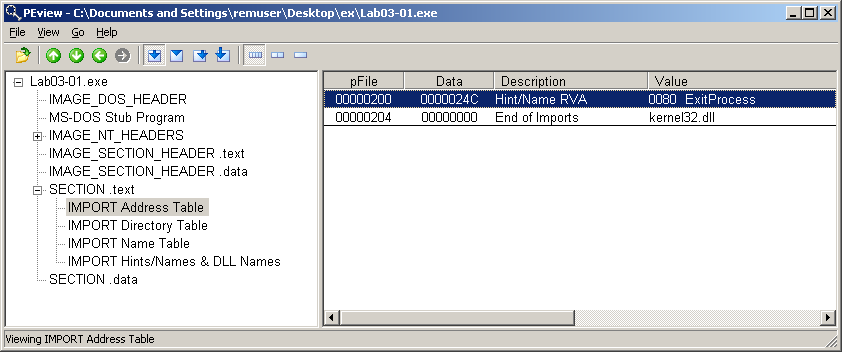 PEview - C:\Documents and Settings\remuser\Desktop\ex\Lab03-01.exe
File View Go Help
Lab03-01.exe
IMAGE_DOS_HEADER
MS-DOS Stub Program
IMAGE_NT_HEADERS
IMAGE_SECTION_HEADER .text
IMAGE_SECTION_HEADER .data
SECTION .text
IMPORT Address Table
IMPORT Directory Table
IMPORT Name Table
IMPORT Hints/Names & DLL Names
SECTION .data
pFile Data Description Value
00000200 0000024C Hint/Name RVA 0080 ExitProcess
00000204 00000000 End of Imports kernel32.dll
Viewing IMPORT Address Table